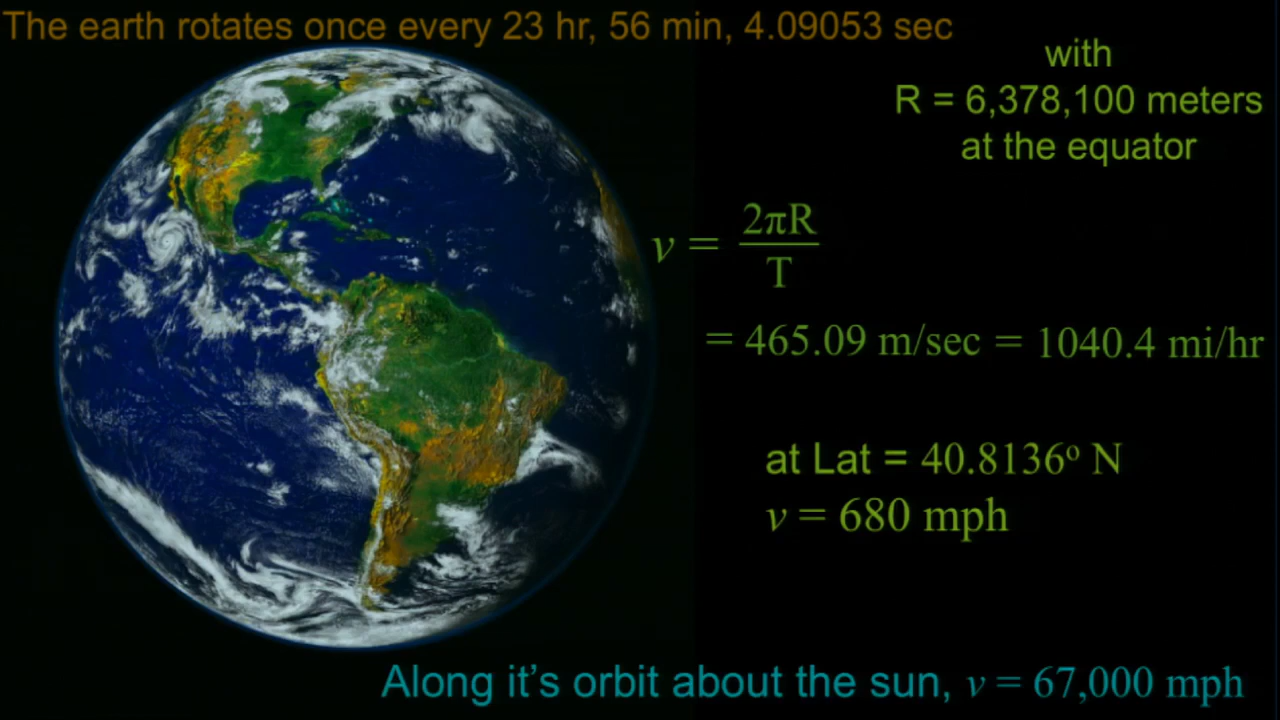 The earth rotates once every 23 hr, 56 min, 4.09053 sec
with
R = 6,378,100 meters
at the equator
v = 2πR / T
= 465.09 m/sec = 1040.4 mi/hr
at Lat = 40.8136º N
v = 680 mph
Along it’s orbit about the sun, v = 67,000 mph